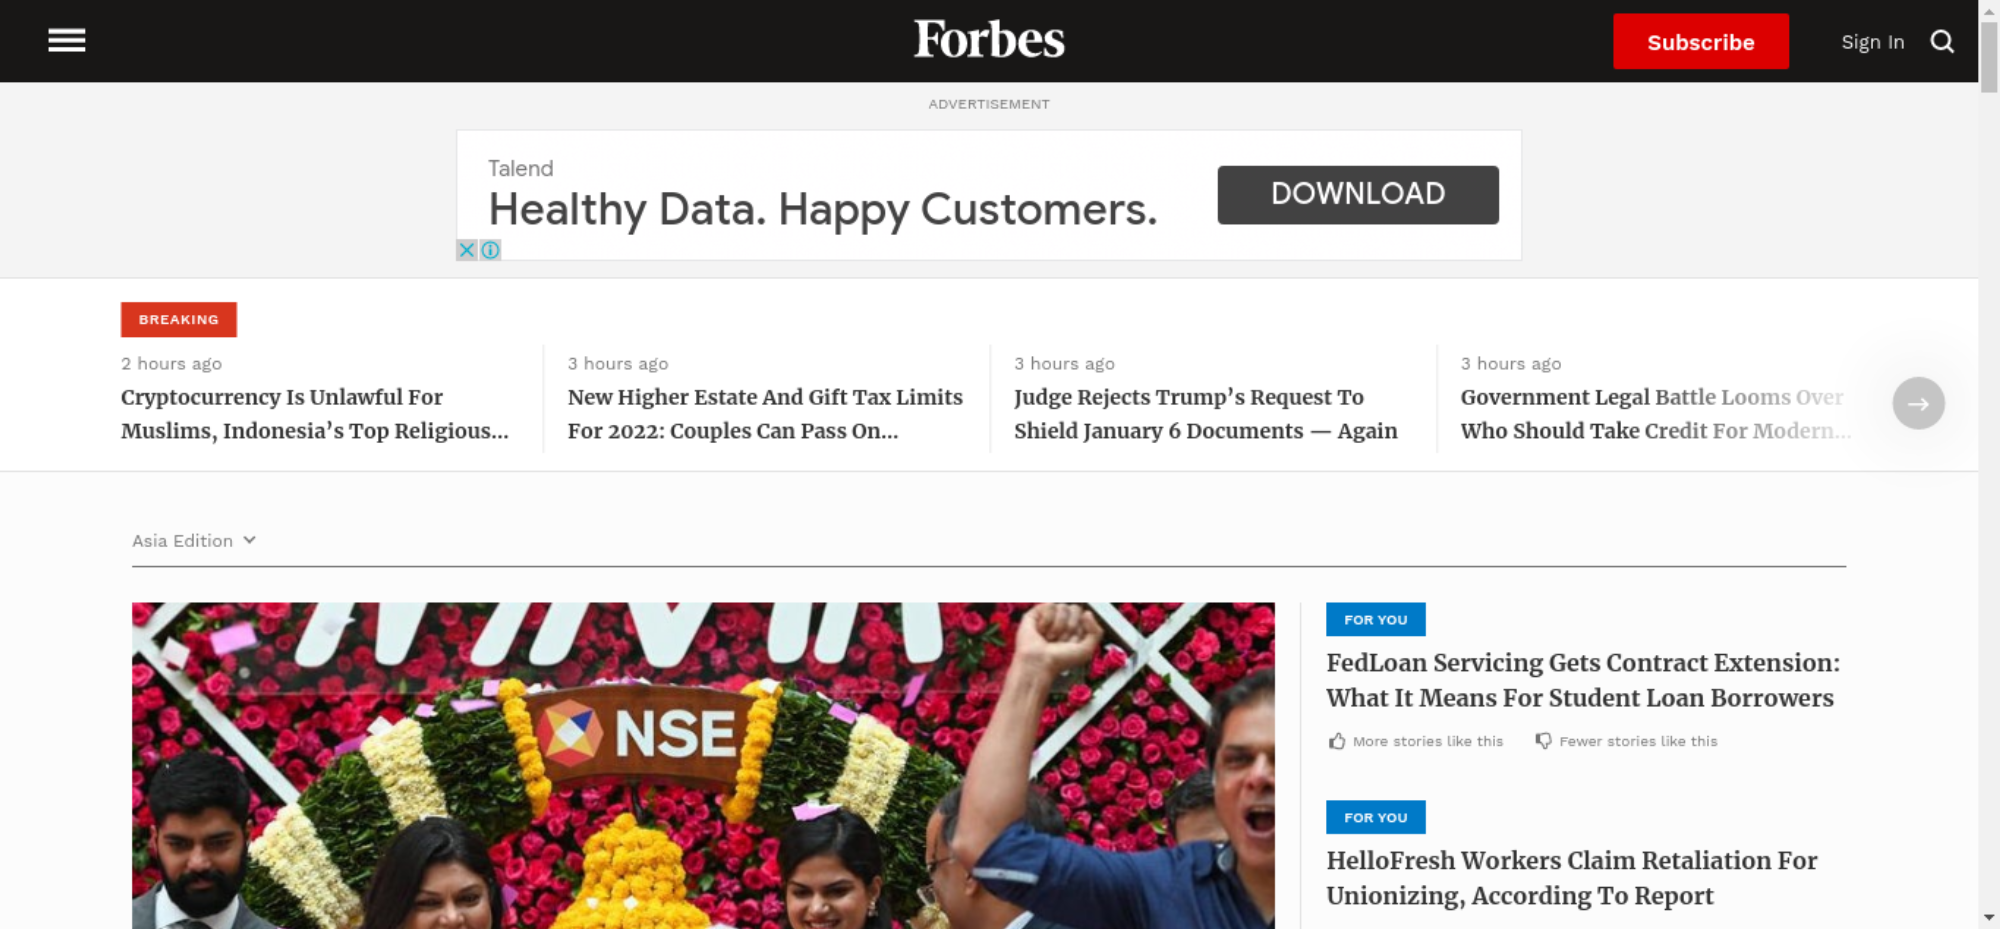 Forbes
Subscribe
Sign In
ADVERTISEMENT
Talend
Healthy Data. Happy Customers.
DOWNLOAD
BREAKING
2 hours ago
Cryptocurrency Is Unlawful For
Muslims, Indonesia’s Top Religious...
3 hours ago
New Higher Estate And Gift Tax Limits
For 2022: Couples Can Pass On...
3 hours ago
Judge Rejects Trump’s Request To
Shield January 6 Documents — Again
3 hours ago
Government Legal Battle Looms Over
Who Should Take Credit For Modern...
Asia Edition
NSE
FOR YOU
FedLoan Servicing Gets Contract Extension:
What It Means For Student Loan Borrowers
More stories like this
Fewer stories like this
FOR YOU
HelloFresh Workers Claim Retaliation For
Unionizing, According To Report